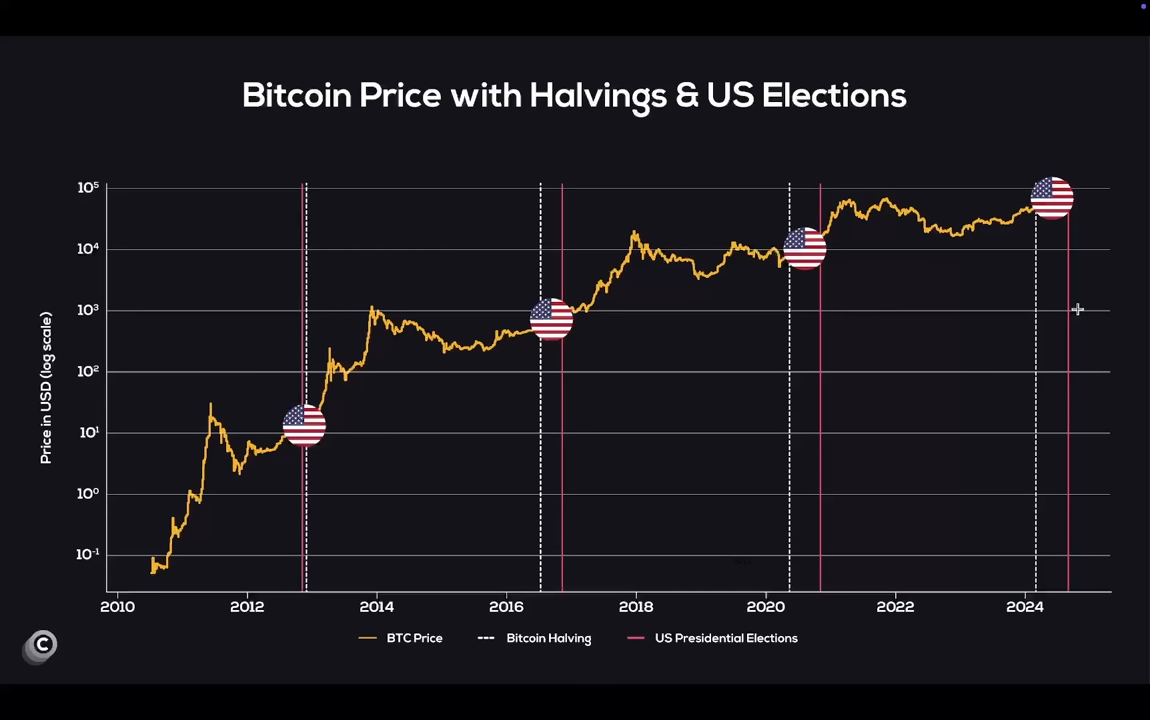 Bitcoin Price with Halvings & US Elections
Price in USD (log scale)
10⁵
10⁴
10³
10²
10¹
10⁰
10⁻¹
2010 2012 2014 2016 2018 2020 2022 2024
BTC Price Bitcoin Halving US Presidential Elections
C